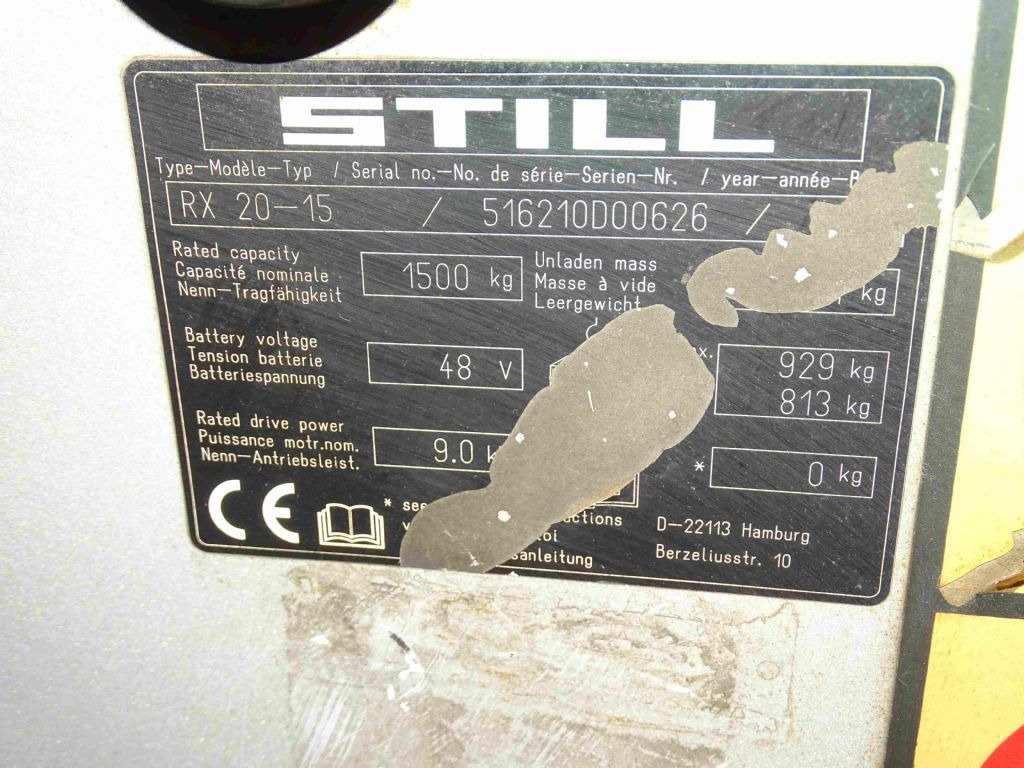 STILL
Type-Modèle-Typ / Serial no.-No. de série-Serien-Nr. / year-année-
RX 20-15 / 516210D00626 /
Rated capacity
Capacité nominale
Nenn-Tragfähigkeit
1500 kg
Unladen mass
Masse à vide
Leergewicht
kg
Battery voltage
Tension batterie
Batteriespannung
48 V
929 kg
813 kg
Rated drive power
Puissance motr.nom.
Nenn-Antriebsleist.
9.0
* 0 kg
CE
* see
D-22113 Hamburg
Berzeliusstr. 10